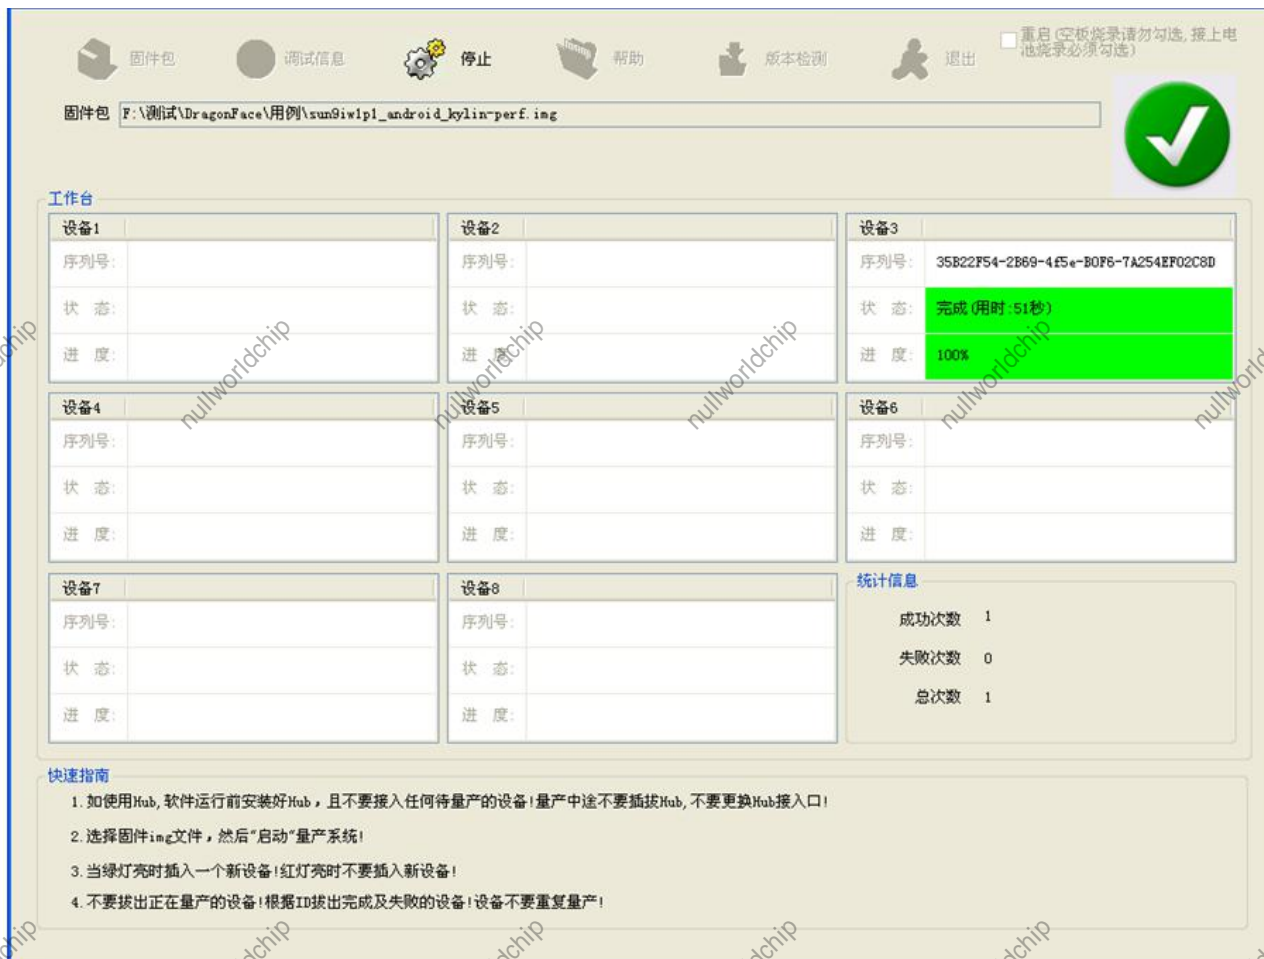 固件包 调试信息 停止 帮助 版本检测 退出 重启(空板烧录请勿勾选,接上电
池烧录必须勾选)
固件包 F:\测试\DragonFace\用例\sun9iw1p1_android_kylin-perf.img
工作台
设备1 设备2 设备3
序列号: 序列号: 序列号: 35B22F54-2B69-4f5e-B0F6-7A254EF02C8D
状 态: 状 态: 状 态: 完成(用时:51秒)
进 度: 进 度: 进 度: 100%
dchip nullworldchip nullworldchip nullworldchip nullworldchip nullworl
设备4 设备5 设备6
序列号: 序列号: 序列号:
状 态: 状 态: 状 态:
进 度: 进 度: 进 度:
设备7 设备8 统计信息
序列号: 序列号: 成功次数 1
状 态: 状 态: 失败次数 0
进 度: 进 度: 总次数 1
快速指南
1.如使用Hub,软件运行前安装好Hub，且不要接入任何待量产的设备!量产中途不要插拔Hub,不要更换Hub接入口!
2.选择固件img文件，然后"启动"量产系统!
3.当绿灯亮时插入一个新设备!红灯亮时不要插入新设备!
4.不要拔出正在量产的设备!根据ID拔出完成及失败的设备!设备不要重复量产!
dchip ldchip ldchip ldchip ldchip